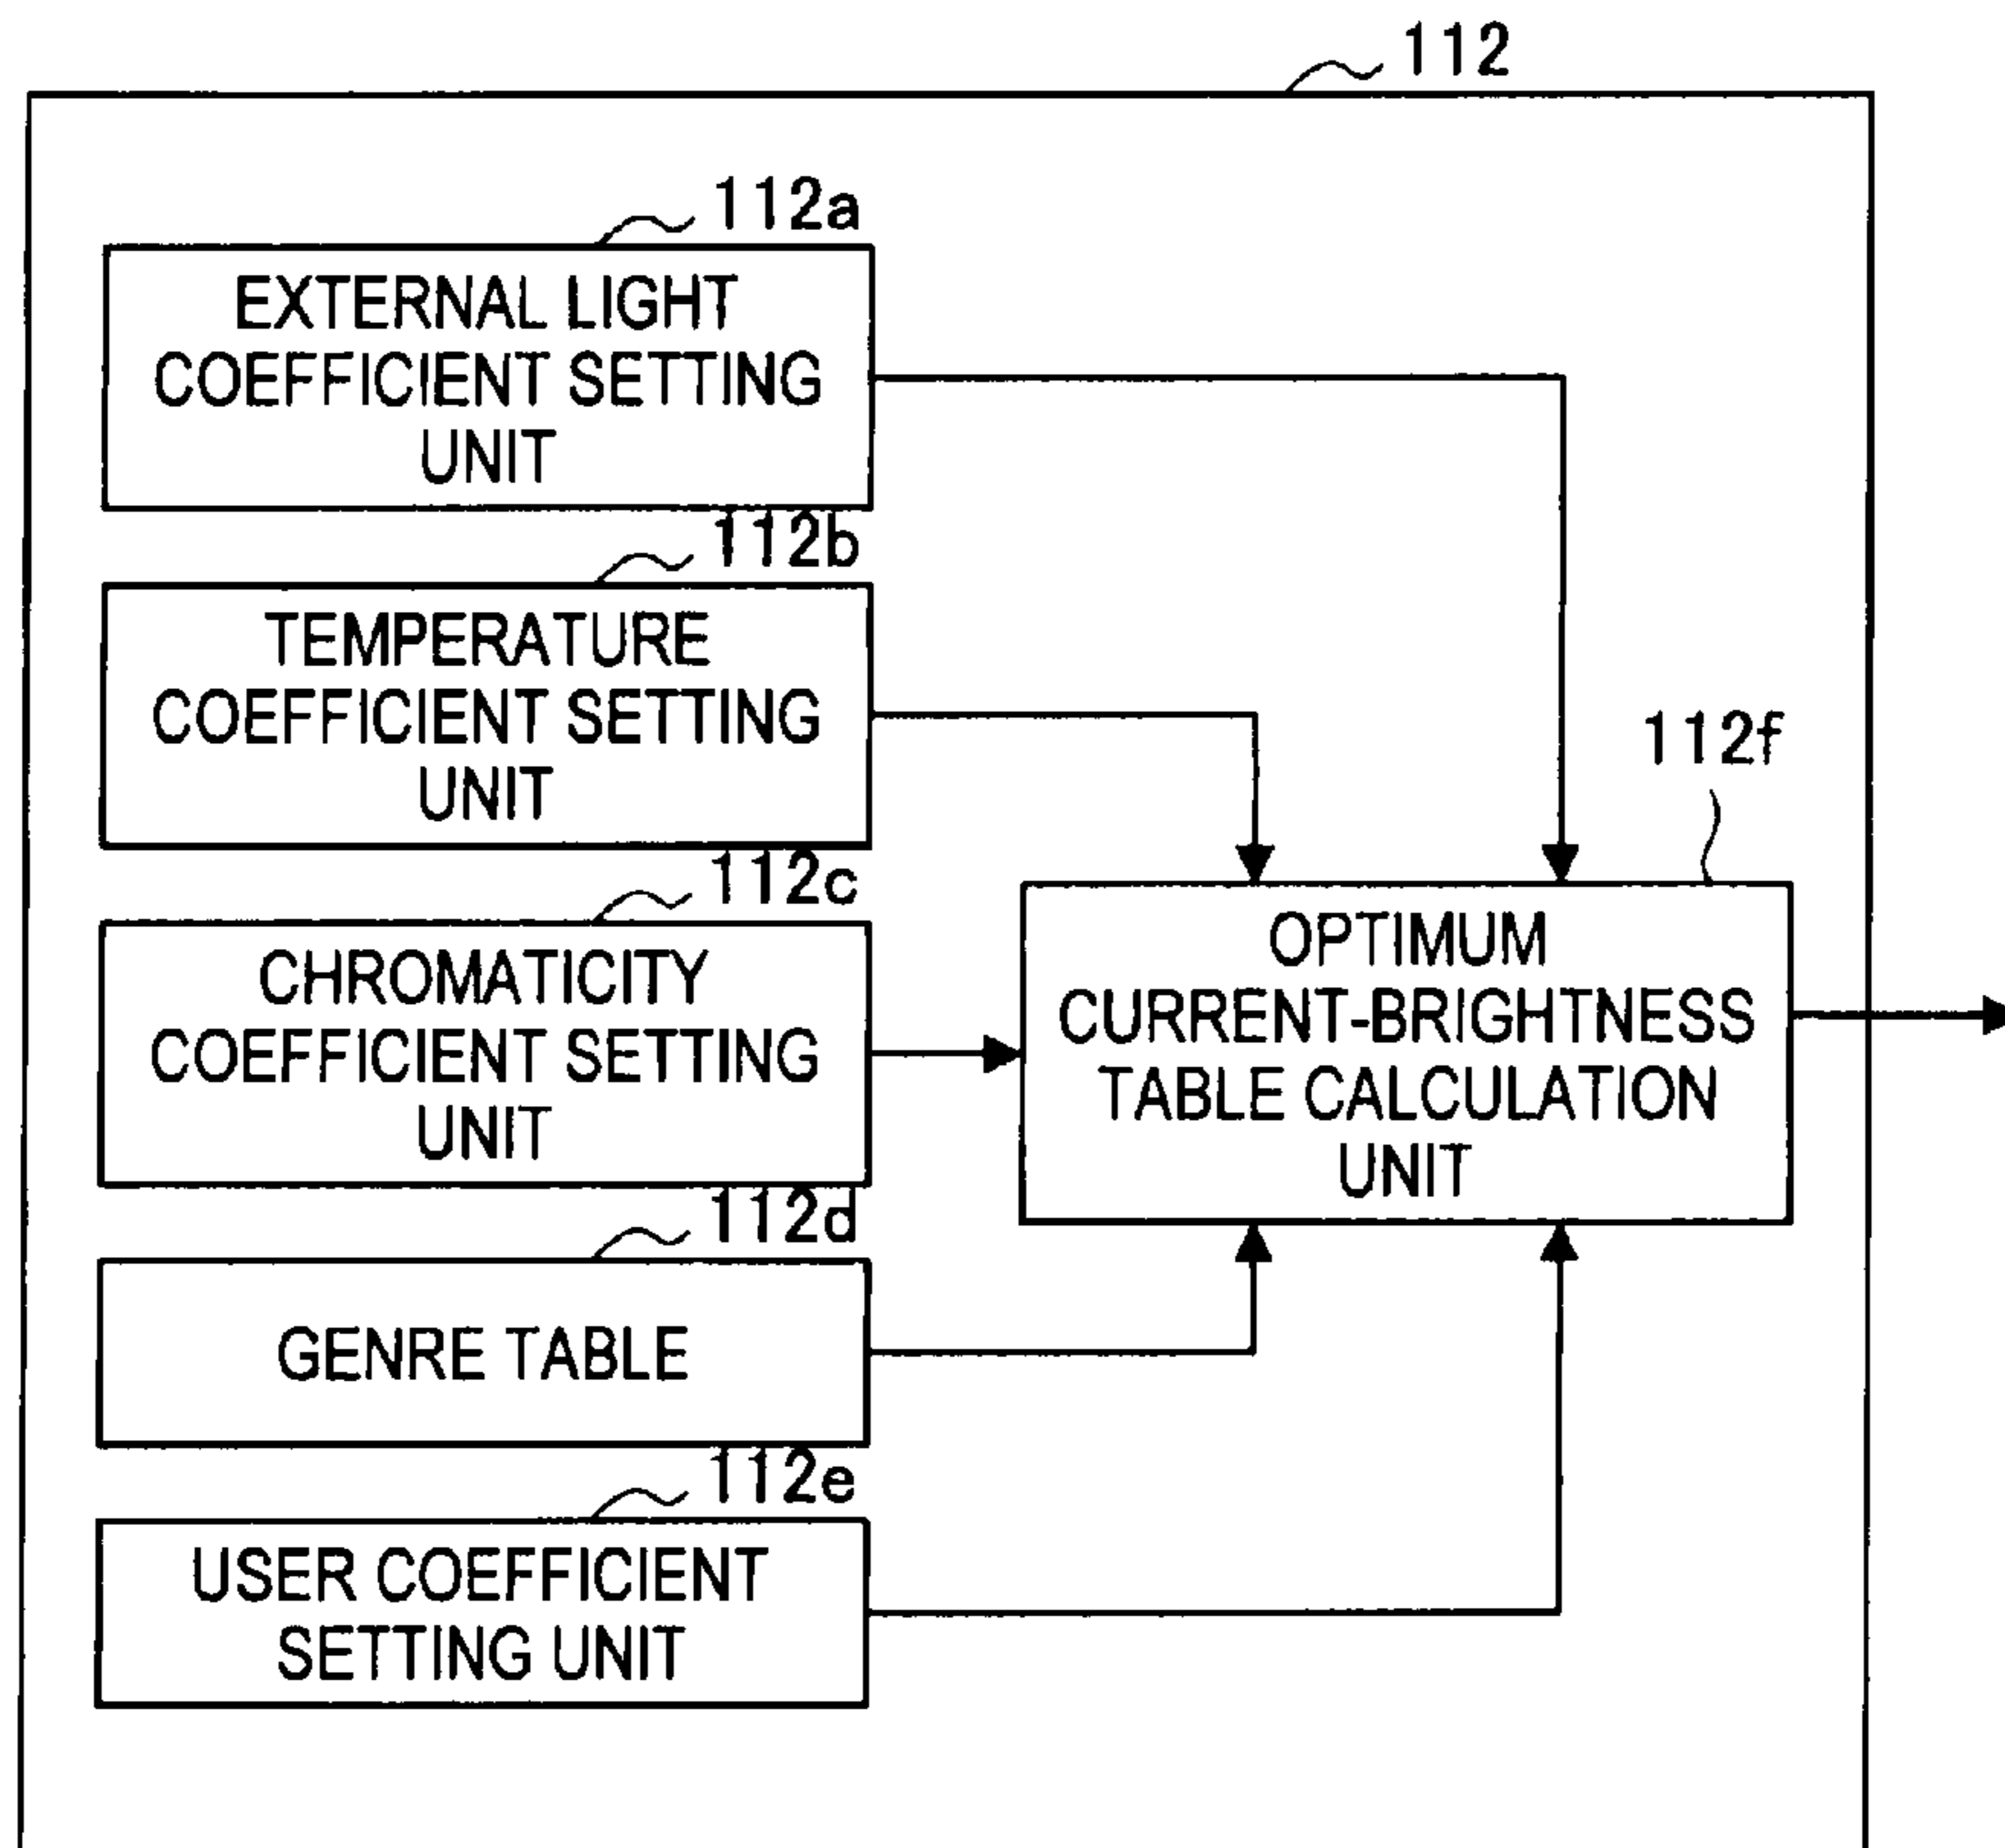 112
112a
EXTERNAL LIGHT
COEFFICIENT SETTING
UNIT
112b
TEMPERATURE
COEFFICIENT SETTING
UNIT
112c
CHROMATICITY
COEFFICIENT SETTING
UNIT
112d
GENRE TABLE
112e
USER COEFFICIENT
SETTING UNIT
112f
OPTIMUM
CURRENT-BRIGHTNESS
TABLE CALCULATION
UNIT